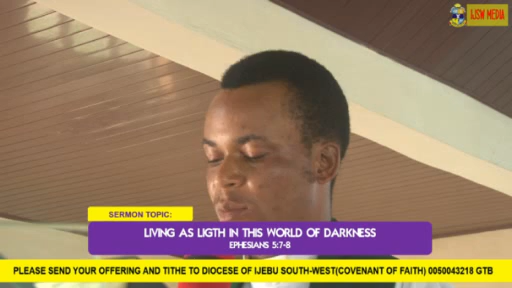 IJSW MEDIA
SERMON TOPIC:
LIVING AS LIGTH IN THIS WORLD OF DARKNESS
EPHESIANS 5:7-8
PLEASE SEND YOUR OFFERING AND TITHE TO DIOCESE OF IJEBU SOUTH-WEST(COVENANT OF FAITH) 0050043218 GTB